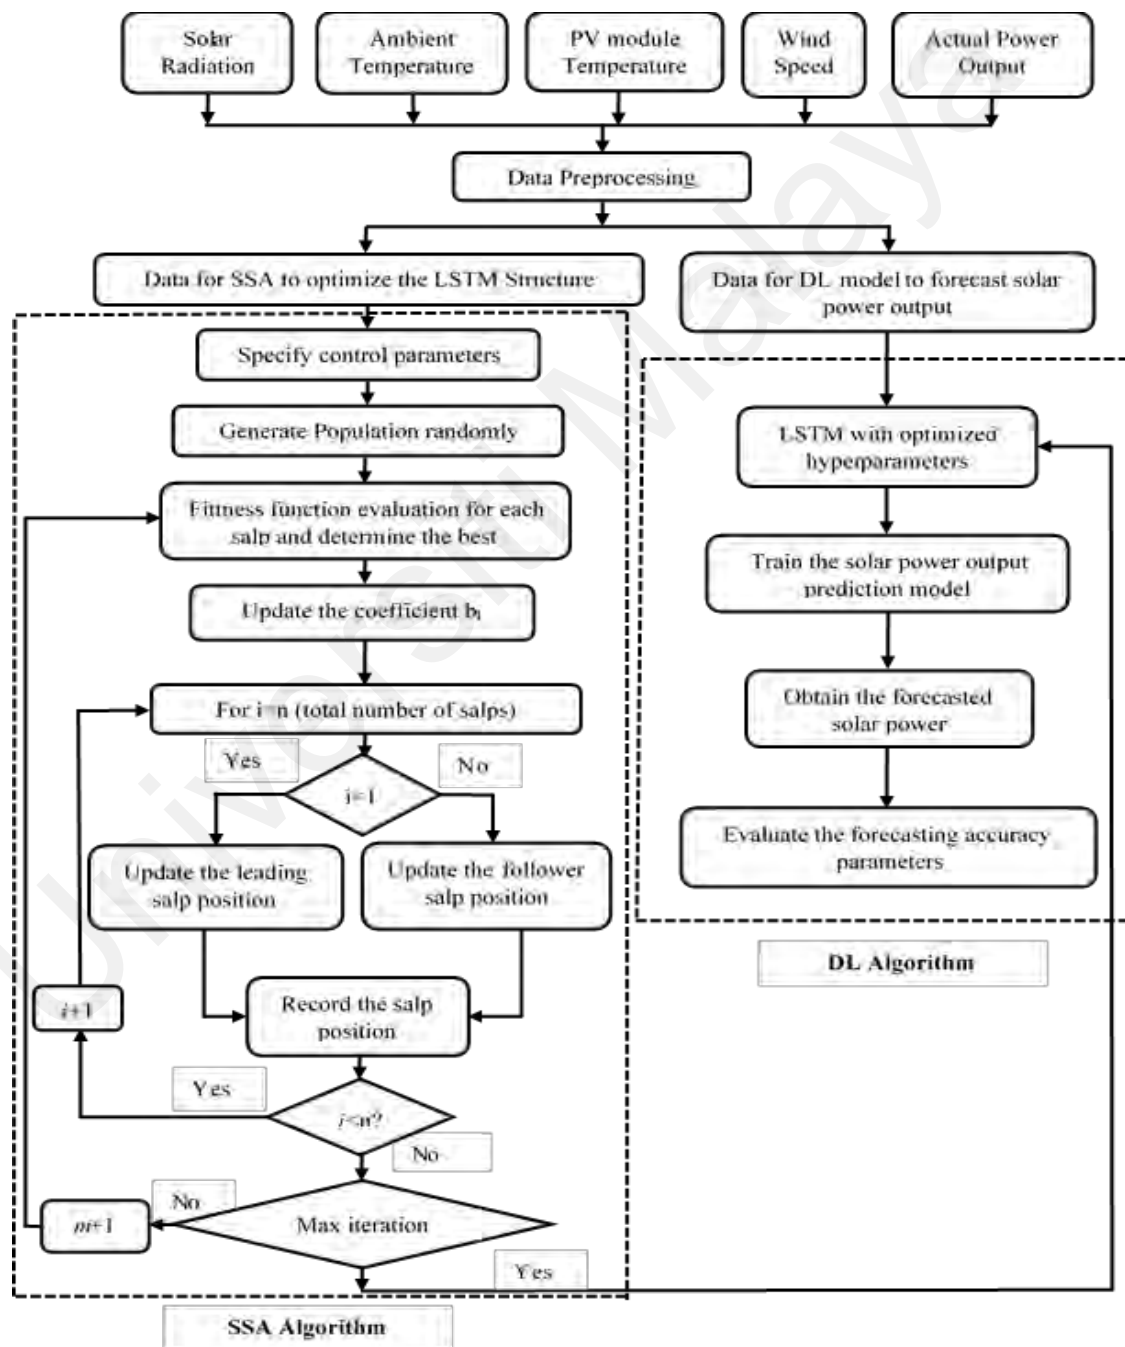 Solar
Radiation
Ambient
Temperature
PV module
Temperature
Wind
Speed
Actual Power
Output
Data Preprocessing
Data for SSA to optimize the LSTM Structure
Data for DL model to forecast solar
power output
Specify control parameters
Generate Population randomly
Fittness function evaluation for each
salp and determine the best
Update the coefficient b₁
For i=n (total number of salps)
Yes
No
i=1
Update the leading
salp position
Update the follower
salp position
Record the salp
position
i+1
Yes
i<n?
No
No
m+1
Max iteration
Yes
SSA Algorithm
LSTM with optimized
hyperparameters
Train the solar power output
prediction model
Obtain the forecasted
solar power
Evaluate the forecasting accuracy
parameters
DL Algorithm
Universiti Malaya